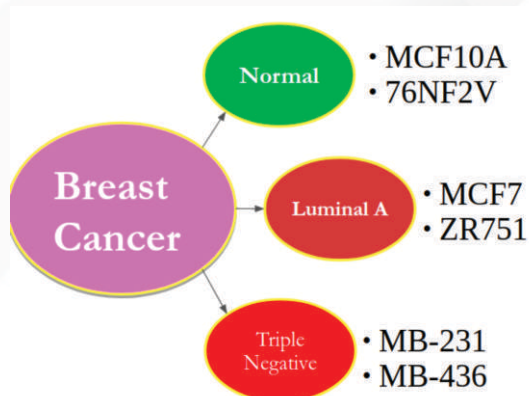 Breast
Cancer
Normal
• MCF10A
• 76NF2V
Luminal A
• MCF7
• ZR751
Triple
Negative
• MB-231
• MB-436